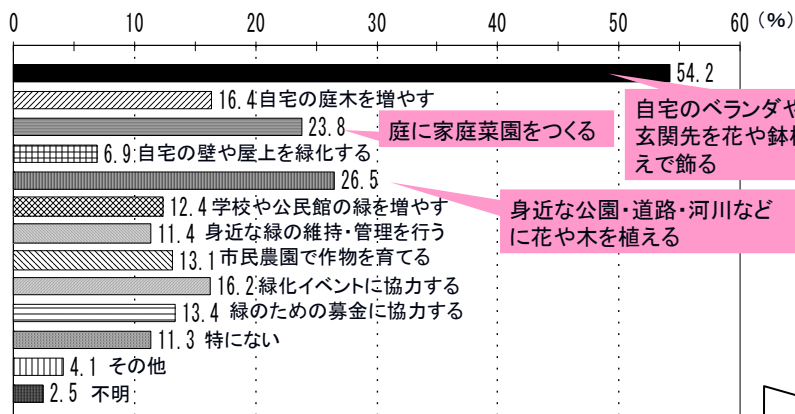 0 10 20 30 40 50 60 (%)
54.2
自宅のベランダや
玄関先を花や鉢植
えで飾る
16.4 自宅の庭木を増やす
23.8
庭に家庭菜園をつくる
6.9 自宅の壁や屋上を緑化する
26.5
身近な公園・道路・河川など
に花や木を植える
12.4 学校や公民館の緑を増やす
11.4 身近な緑の維持・管理を行う
13.1 市民農園で作物を育てる
16.2 緑化イベントに協力する
13.4 緑のための募金に協力する
11.3 特にない
4.1 その他
2.5 不明